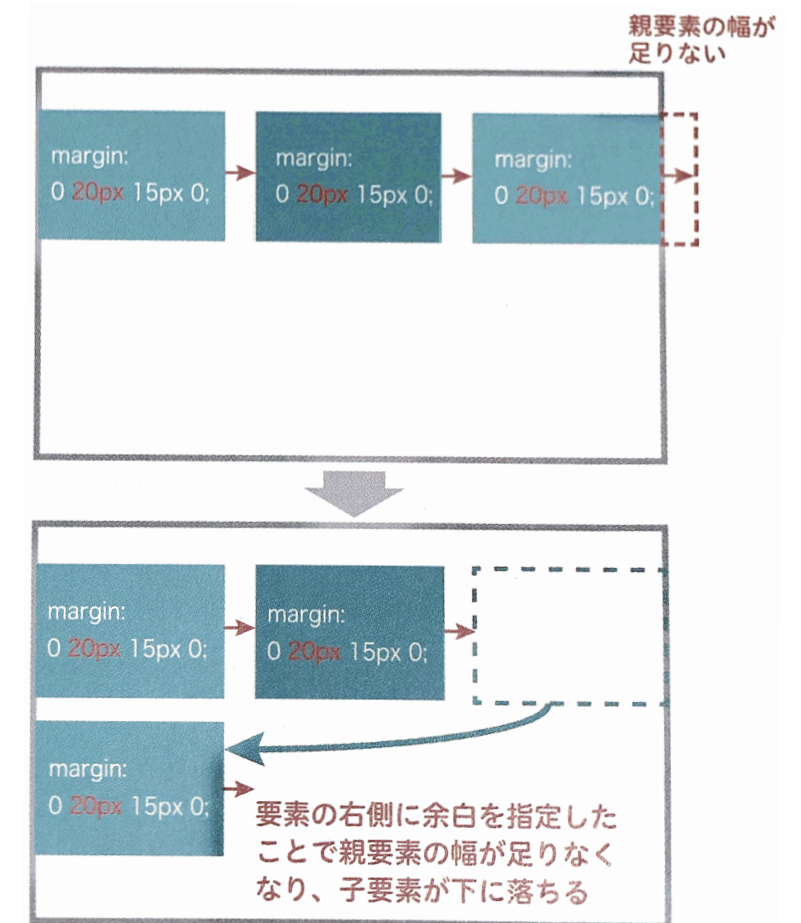 親要素の幅が
足りない
margin:
0 20px 15px 0;
margin:
0 20px 15px 0;
margin:
0 20px 15px 0;
margin:
0 20px 15px 0;
margin:
0 20px 15px 0;
margin:
0 20px 15px 0;
要素の右側に余白を指定した
ことで親要素の幅が足りなく
なり、子要素が下に落ちる